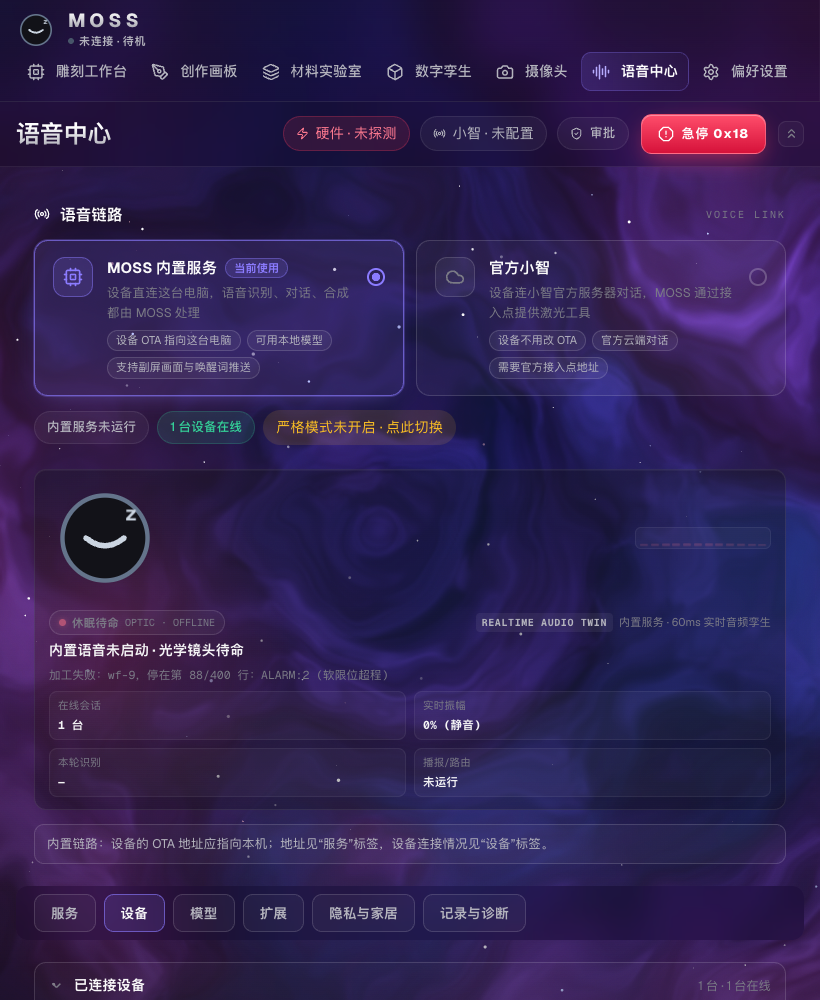 MOSS
未连接 · 待机
雕刻工作台 创作画板 材料实验室 数字孪生 摄像头 语音中心 偏好设置
语音中心
硬件 · 未探测 小智 · 未配置 审批 急停 0x18
语音链路
VOICE LINK
MOSS 内置服务 当前使用
设备直连这台电脑，语音识别、对话、合成
都由 MOSS 处理
设备 OTA 指向这台电脑 可用本地模型
支持副屏画面与唤醒词推送
官方小智
设备连小智官方服务器对话，MOSS 通过接
入点提供激光工具
设备不用改 OTA 官方云端对话
需要官方接入点地址
内置服务未运行 1 台设备在线 严格模式未开启 · 点此切换
z
休眠待命 OPTIC · OFFLINE
REALTIME AUDIO TWIN 内置服务 · 60ms 实时音频孪生
内置语音未启动 · 光学镜头待命
加工失败: wf-9, 停在第 88/400 行: ALARM:2 (软限位超程)
在线会话
1 台
实时振幅
0% (静音)
本轮识别
—
播报/路由
未运行
内置链路：设备的 OTA 地址应指向本机；地址见“服务”标签，设备连接情况见“设备”标签。
服务 设备 模型 扩展 隐私与家居 记录与诊断
已连接设备
1 台 · 1 台在线